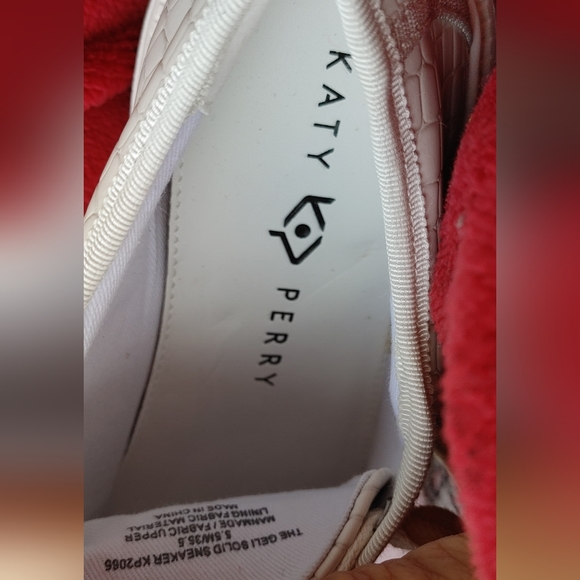 KATY
PERRY
THE GELI SOLID SNEAKER KP2065
5.5M/35.5
MANMADE / FABRIC UPPER
LINING FABRIC MATERIAL
MADE IN CHINA